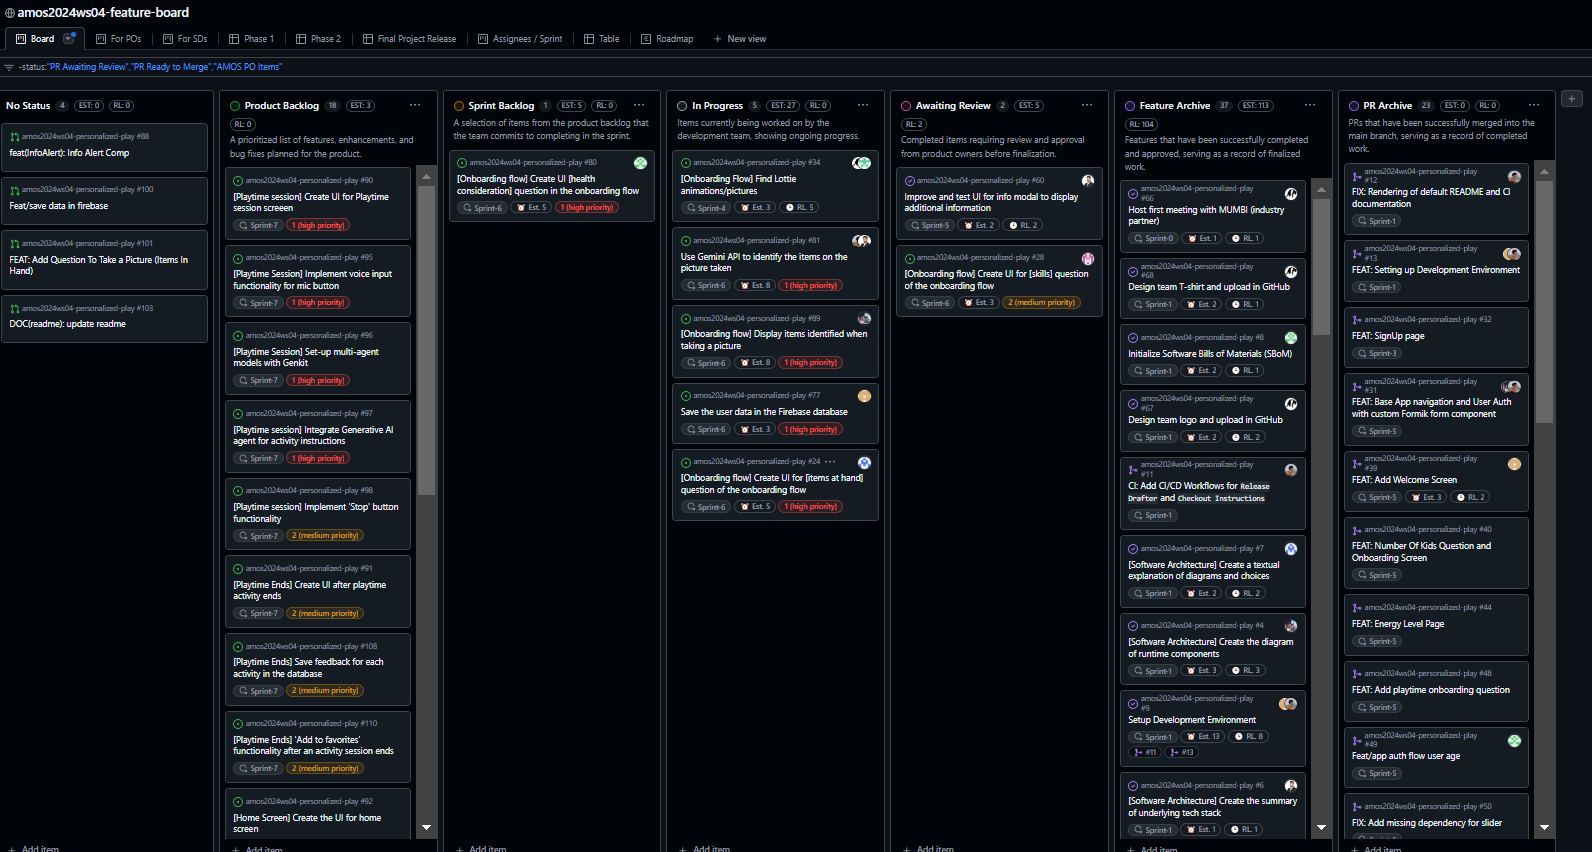 amos2024ws04-feature-board
Board
For POs
For SDs
Phase 1
Phase 2
Final Project Release
Assignees / Sprint
Table
Roadmap
New view
-status:"PR Awaiting Review","PR Ready to Merge","AMOS PO Items"
No Status 4 EST: 0 RL: 0
amos2024ws04-personalized-play #88
feat(InfoAlert): Info Alert Comp
amos2024ws04-personalized-play #100
Feat/save data in firebase
amos2024ws04-personalized-play #101
FEAT: Add Question To Take a Picture (Items In
Hand)
amos2024ws04-personalized-play #103
DOC(readme): update readme
Add item
Product Backlog 18 EST: 3
RL: 0
A prioritized list of features, enhancements, and
bug fixes planned for the product.
amos2024ws04-personalized-play #90
[Playtime session] Create UI for Playtime
session screeen
Sprint-7 1 (high priority)
amos2024ws04-personalized-play #95
[Playtime Session] Implement voice input
functionality for mic button
Sprint-7 1 (high priority)
amos2024ws04-personalized-play #96
[Playtime Session] Set-up multi-agent
models with Genkit
Sprint-7 1 (high priority)
amos2024ws04-personalized-play #97
[Playtime session] Integrate Generative AI
agent for activity instructions
Sprint-7 1 (high priority)
amos2024ws04-personalized-play #98
[Playtime session] Implement 'Stop' button
functionality
Sprint-7 2 (medium priority)
amos2024ws04-personalized-play #91
[Playtime Ends] Create UI after playtime
activity ends
Sprint-7 2 (medium priority)
amos2024ws04-personalized-play #108
[Playtime Ends] Save feedback for each
activity in the database
Sprint-7 2 (medium priority)
amos2024ws04-personalized-play #110
[Playtime Ends] 'Add to favorites'
functionality after an activity session ends
Sprint-7 2 (medium priority)
amos2024ws04-personalized-play #92
[Home Screen] Create the UI for home
screen
Add item
Sprint Backlog 1 EST: 5 RL: 0
A selection of items from the product backlog that
the team commits to completing in the sprint.
amos2024ws04-personalized-play #80
[Onboarding flow] Create UI [health
consideration] question in the onboarding flow
Sprint-6 Est. 5 1 (high priority)
Add item
In Progress 5 EST: 27 RL: 0
Items currently being worked on by the
development team, showing ongoing progress.
amos2024ws04-personalized-play #34
[Onboarding Flow] Find Lottie
animations/pictures
Sprint-4 Est. 3 RL. 5
amos2024ws04-personalized-play #81
Use Gemini API to identify the items on the
picture taken
Sprint-6 Est. 8 1 (high priority)
amos2024ws04-personalized-play #89
[Onboarding flow] Display items identified when
taking a picture
Sprint-6 Est. 8 1 (high priority)
amos2024ws04-personalized-play #77
Save the user data in the Firebase database
Sprint-6 Est. 3 1 (high priority)
amos2024ws04-personalized-play #24
[Onboarding flow] Create UI for [items at hand]
question of the onboarding flow
Sprint-6 Est. 5 1 (high priority)
Add item
Awaiting Review 2 EST: 5
RL: 2
Completed items requiring review and approval
from product owners before finalization.
amos2024ws04-personalized-play #60
Improve and test UI for info modal to display
additional information
Sprint-5 Est. 2 RL. 2
amos2024ws04-personalized-play #28
[Onboarding flow] Create UI for [skills] question
of the onboarding flow
Sprint-6 Est. 3 2 (medium priority)
Add item
Feature Archive 37 EST: 113
RL: 104
Features that have been successfully completed
and approved, serving as a record of finalized
work.
amos2024ws04-personalized-play
#66
Host first meeting with MUMBI (industry
partner)
Sprint-0 Est. 1 RL. 1
amos2024ws04-personalized-play
#68
Design team T-shirt and upload in GitHub
Sprint-1 Est. 2 RL. 1
amos2024ws04-personalized-play #8
Initialize Software Bills of Materials (SBoM)
Sprint-1 Est. 2 RL. 1
amos2024ws04-personalized-play
#67
Design team logo and upload in GitHub
Sprint-1 Est. 2 RL. 2
amos2024ws04-personalized-play
#11
CI: Add CI/CD Workflows for Release
Drafter and Checkout Instructions
Sprint-1
amos2024ws04-personalized-play #7
[Software Architecture] Create a textual
explanation of diagrams and choices
Sprint-1 Est. 2 RL. 2
amos2024ws04-personalized-play #4
[Software Architecture] Create the diagram
of runtime components
Sprint-1 Est. 3 RL. 3
amos2024ws04-personalized-play
#9
Setup Development Environment
Sprint-1 Est. 13 RL. 8
#11 #13
amos2024ws04-personalized-play #6
[Software Architecture] Create the summary
of underlying tech stack
Sprint-1 Est. 1 RL. 1
Add item
PR Archive 23 EST: 0 RL: 0
PRs that have been successfully merged into the
main branch, serving as a record of completed
work.
amos2024ws04-personalized-play
#12
FIX: Rendering of default README and CI
documentation
Sprint-1
amos2024ws04-personalized-play
#13
FEAT: Setting up Development Environment
Sprint-1
amos2024ws04-personalized-play #32
FEAT: SignUp page
Sprint-3
amos2024ws04-personalized-play
#31
FEAT: Base App navigation and User Auth
with custom Formik form component
Sprint-5
amos2024ws04-personalized-play
#39
FEAT: Add Welcome Screen
Sprint-5 Est. 3 RL. 2
amos2024ws04-personalized-play #40
FEAT: Number Of Kids Question and
Onboarding Screen
Sprint-5
amos2024ws04-personalized-play #44
FEAT: Energy Level Page
Sprint-5
amos2024ws04-personalized-play #48
FEAT: Add playtime onboarding question
Sprint-5
amos2024ws04-personalized-play
#49
Feat/app auth flow user age
Sprint-5
amos2024ws04-personalized-play #50
FIX: Add missing dependency for slider
Add item